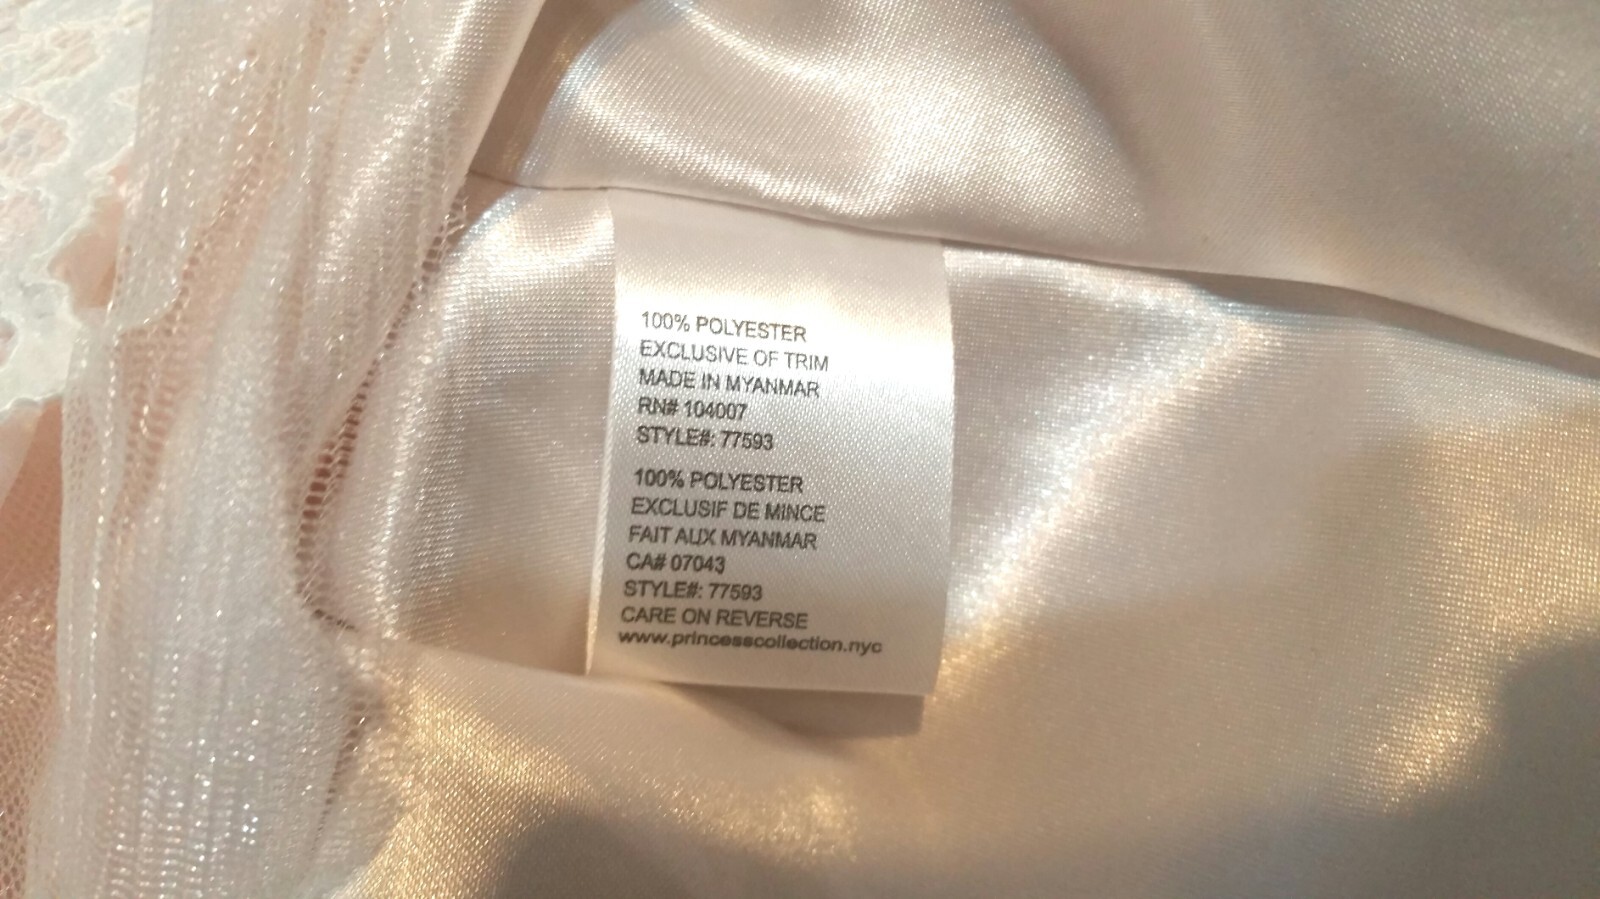 100% POLYESTER
EXCLUSIVE OF TRIM
MADE IN MYANMAR
RN# 104007
STYLE#: 77593
100% POLYESTER
EXCLUSIF DE MINCE
FAIT AUX MYANMAR
CA# 07043
STYLE#: 77593
CARE ON REVERSE
www.princesscollection.nyc